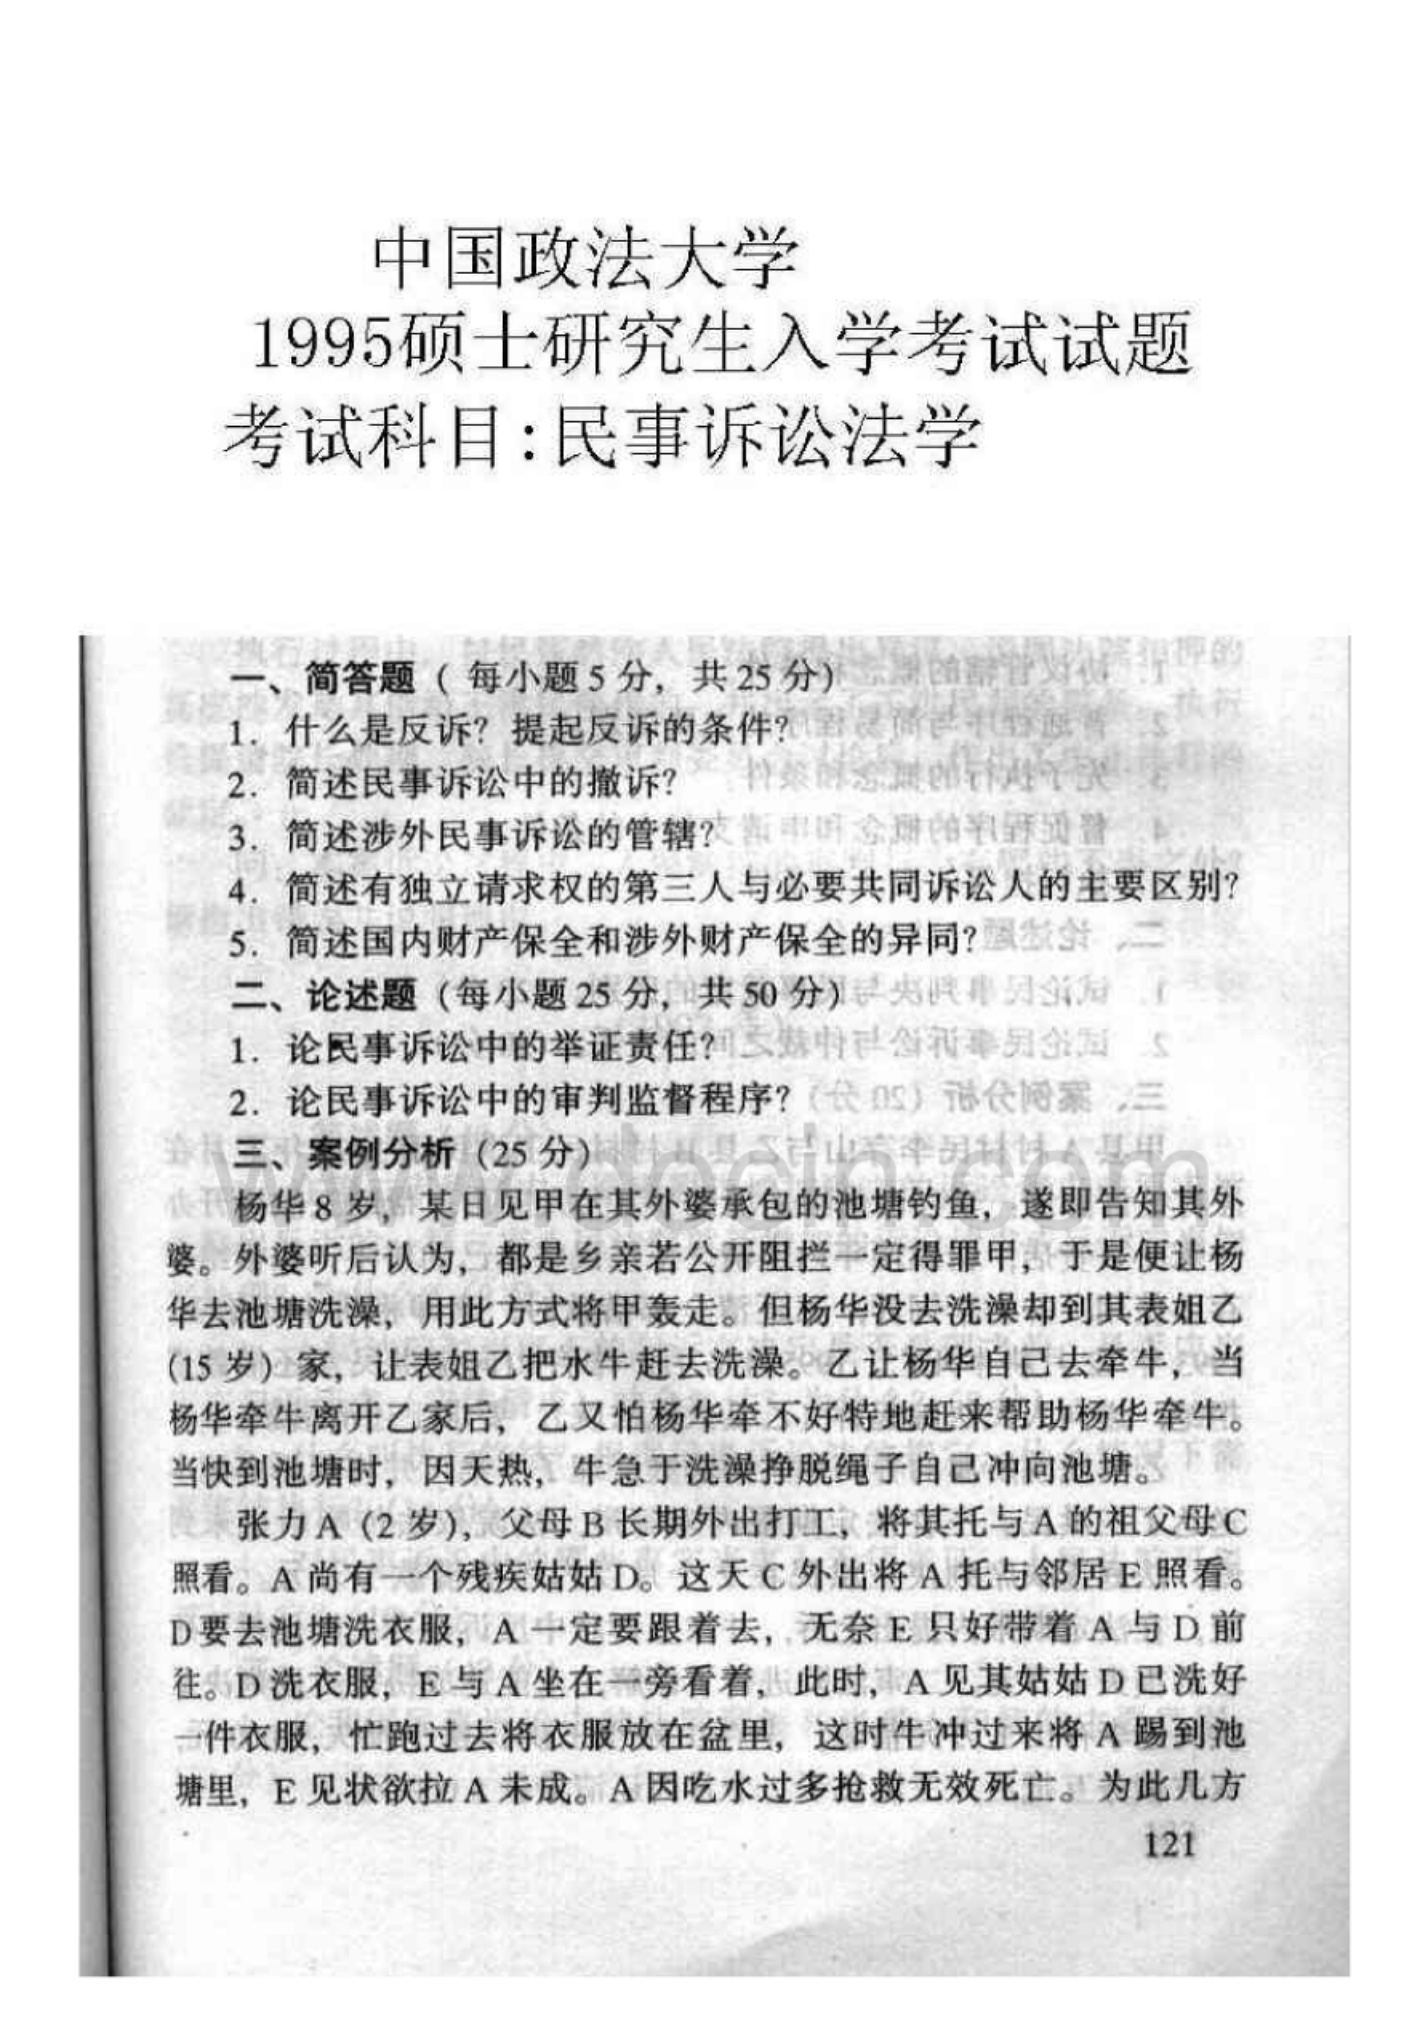 中国政法大学
1995硕士研究生入学考试试题
考试科目:民事诉讼法学
一、简答题（每小题5分，共25分）
1．什么是反诉？提起反诉的条件？
2．简述民事诉讼中的撤诉？
3．简述涉外民事诉讼的管辖？
4．简述有独立请求权的第三人与必要共同诉讼人的主要区别？
5．简述国内财产保全和涉外财产保全的异同？
二、论述题（每小题25分，共50分）
1．论民事诉讼中的举证责任？
2．论民事诉讼中的审判监督程序？
三、案例分析（25分）
www.docin.com
杨华8岁，某日见甲在其外婆承包的池塘钓鱼，遂即告知其外
婆。外婆听后认为，都是乡亲若公开阻拦一定得罪甲，于是便让杨
华去池塘洗澡，用此方式将甲轰走。但杨华没去洗澡却到其表姐乙
(15岁）家，让表姐乙把水牛赶去洗澡。乙让杨华自己去牵牛，当
杨华牵牛离开乙家后，乙又怕杨华牵不好特地赶来帮助杨华牵牛。
当快到池塘时，因天热，牛急于洗澡挣脱绳子自己冲向池塘。
张力A（2岁），父母B长期外出打工，将其托与A的祖父母C
照看。A尚有一个残疾姑姑D。这天C外出将A托与邻居E照看。
D要去池塘洗衣服，A一定要跟着去，无奈E只好带着A与D前
往。D洗衣服，E与A坐在一旁看着，此时，A见其姑姑D已洗好
一件衣服，忙跑过去将衣服放在盆里，这时牛冲过来将A踢到池
塘里，E见状欲拉A未成。A因吃水过多抢救无效死亡。为此几方
121